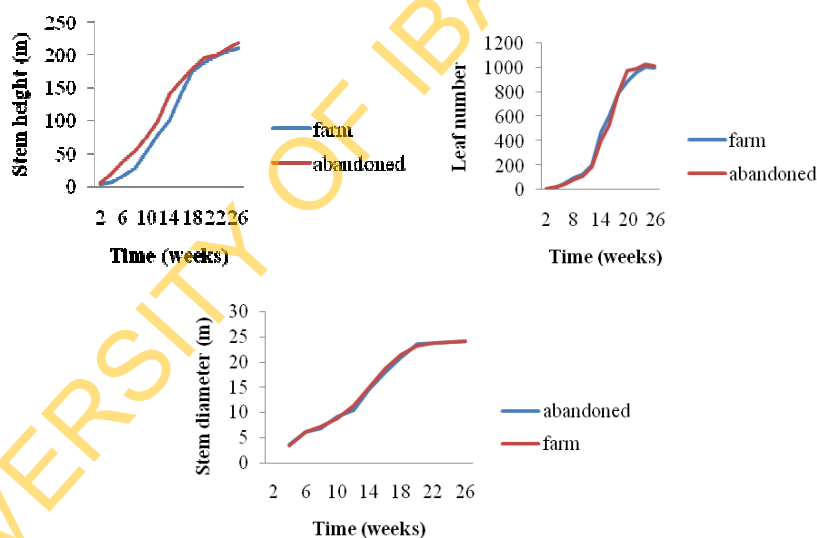 Stem height (m)
250
200
150
100
50
0
2 6 10 14 18 22 26
Time (weeks)
farm
abandoned
Leaf number
1200
1000
800
600
400
200
0
2 8 14 20 26
Time (weeks)
farm
abandoned
Stem diameter (m)
30
25
20
15
10
5
0
2 6 10 14 18 22 26
Time (weeks)
abandoned
farm
VERSITY OF IBA